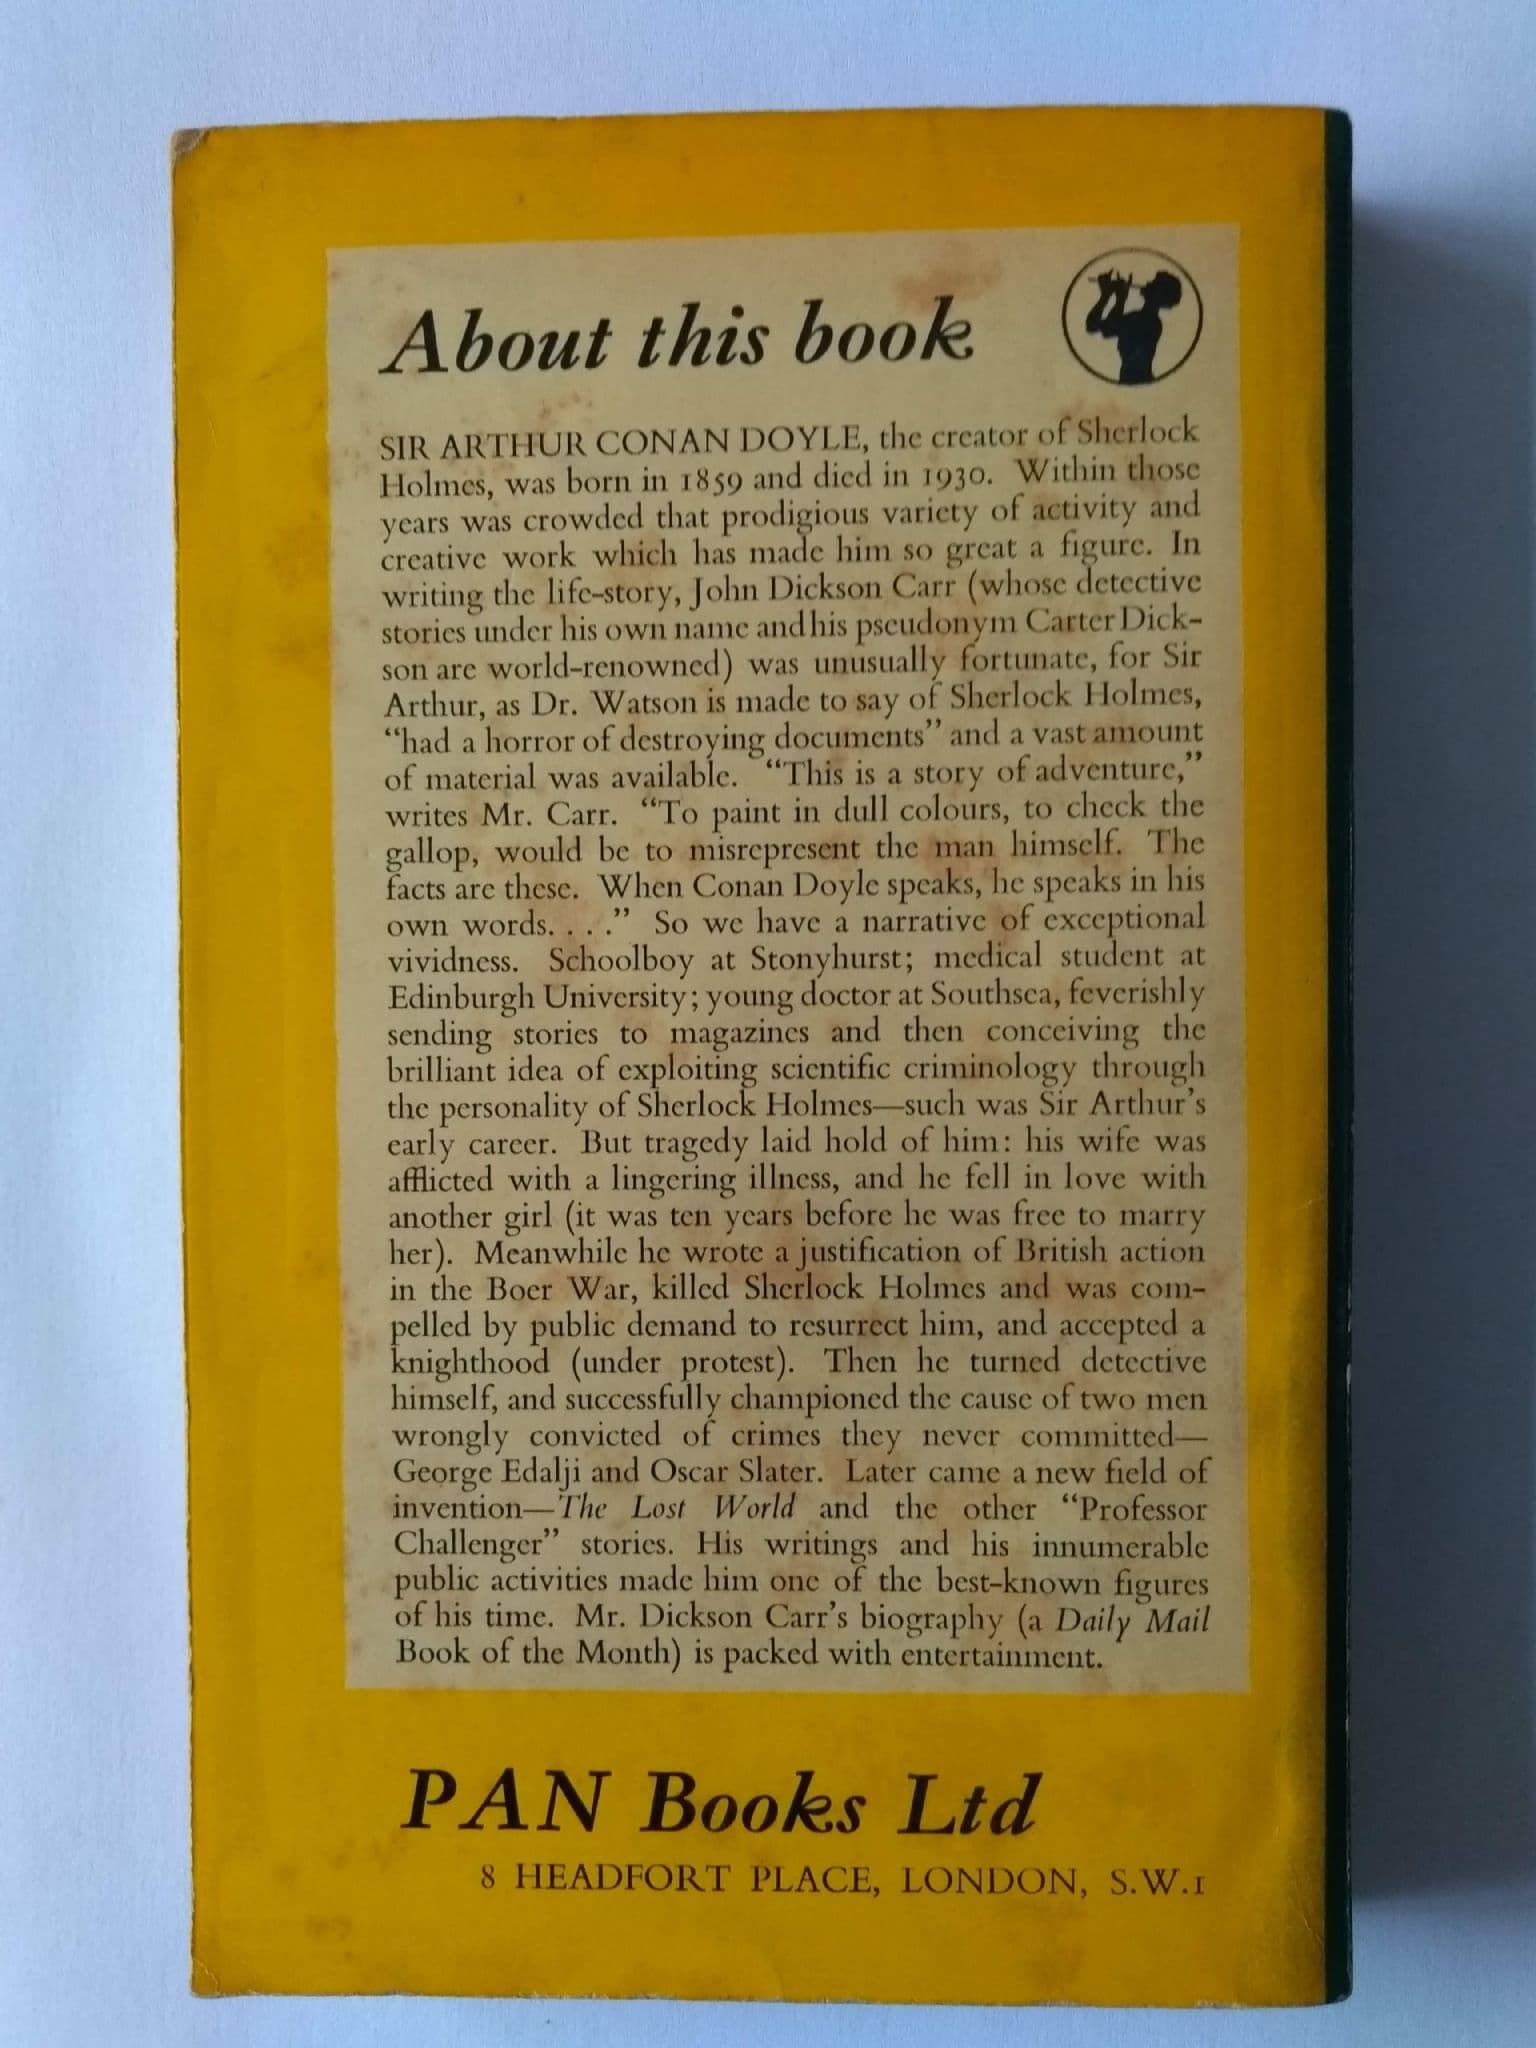 About this book
SIR ARTHUR CONAN DOYLE, the creator of Sherlock
Holmes, was born in 1859 and died in 1930. Within those
years was crowded that prodigious variety of activity and
creative work which has made him so great a figure. In
writing the life-story, John Dickson Carr (whose detective
stories under his own name and his pseudonym Carter Dick-
son are world-renowned) was unusually fortunate, for Sir
Arthur, as Dr. Watson is made to say of Sherlock Holmes,
“had a horror of destroying documents” and a vast amount
of material was available. “This is a story of adventure,”
writes Mr. Carr. “To paint in dull colours, to check the
gallop, would be to misrepresent the man himself. The
facts are these. When Conan Doyle speaks, he speaks in his
own words. . . .” So we have a narrative of exceptional
vividness. Schoolboy at Stonyhurst; medical student at
Edinburgh University; young doctor at Southsea, feverishly
sending stories to magazines and then conceiving the
brilliant idea of exploiting scientific criminology through
the personality of Sherlock Holmes—such was Sir Arthur’s
early career. But tragedy laid hold of him: his wife was
afflicted with a lingering illness, and he fell in love with
another girl (it was ten years before he was free to marry
her). Meanwhile he wrote a justification of British action
in the Boer War, killed Sherlock Holmes and was com-
pelled by public demand to resurrect him, and accepted a
knighthood (under protest). Then he turned detective
himself, and successfully championed the cause of two men
wrongly convicted of crimes they never committed—
George Edalji and Oscar Slater. Later came a new field of
invention—The Lost World and the other “Professor
Challenger” stories. His writings and his innumerable
public activities made him one of the best-known figures
of his time. Mr. Dickson Carr’s biography (a Daily Mail
Book of the Month) is packed with entertainment.
PAN Books Ltd
8 HEADFORT PLACE, LONDON, S.W.1